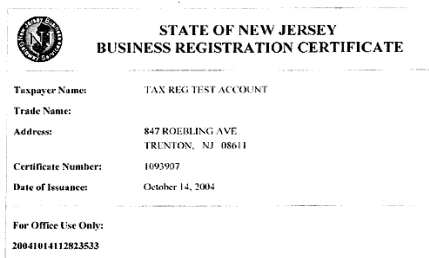 STATE OF NEW JERSEY
BUSINESS REGISTRATION CERTIFICATE
Taxpayer Name: TAX REG TEST ACCOUNT
Trade Name:
Address: 847 ROEBLING AVE
TRENTON, NJ 08611
Certificate Number: 1093907
Date of Issuance: October 14, 2004
For Office Use Only:
20041014112823533